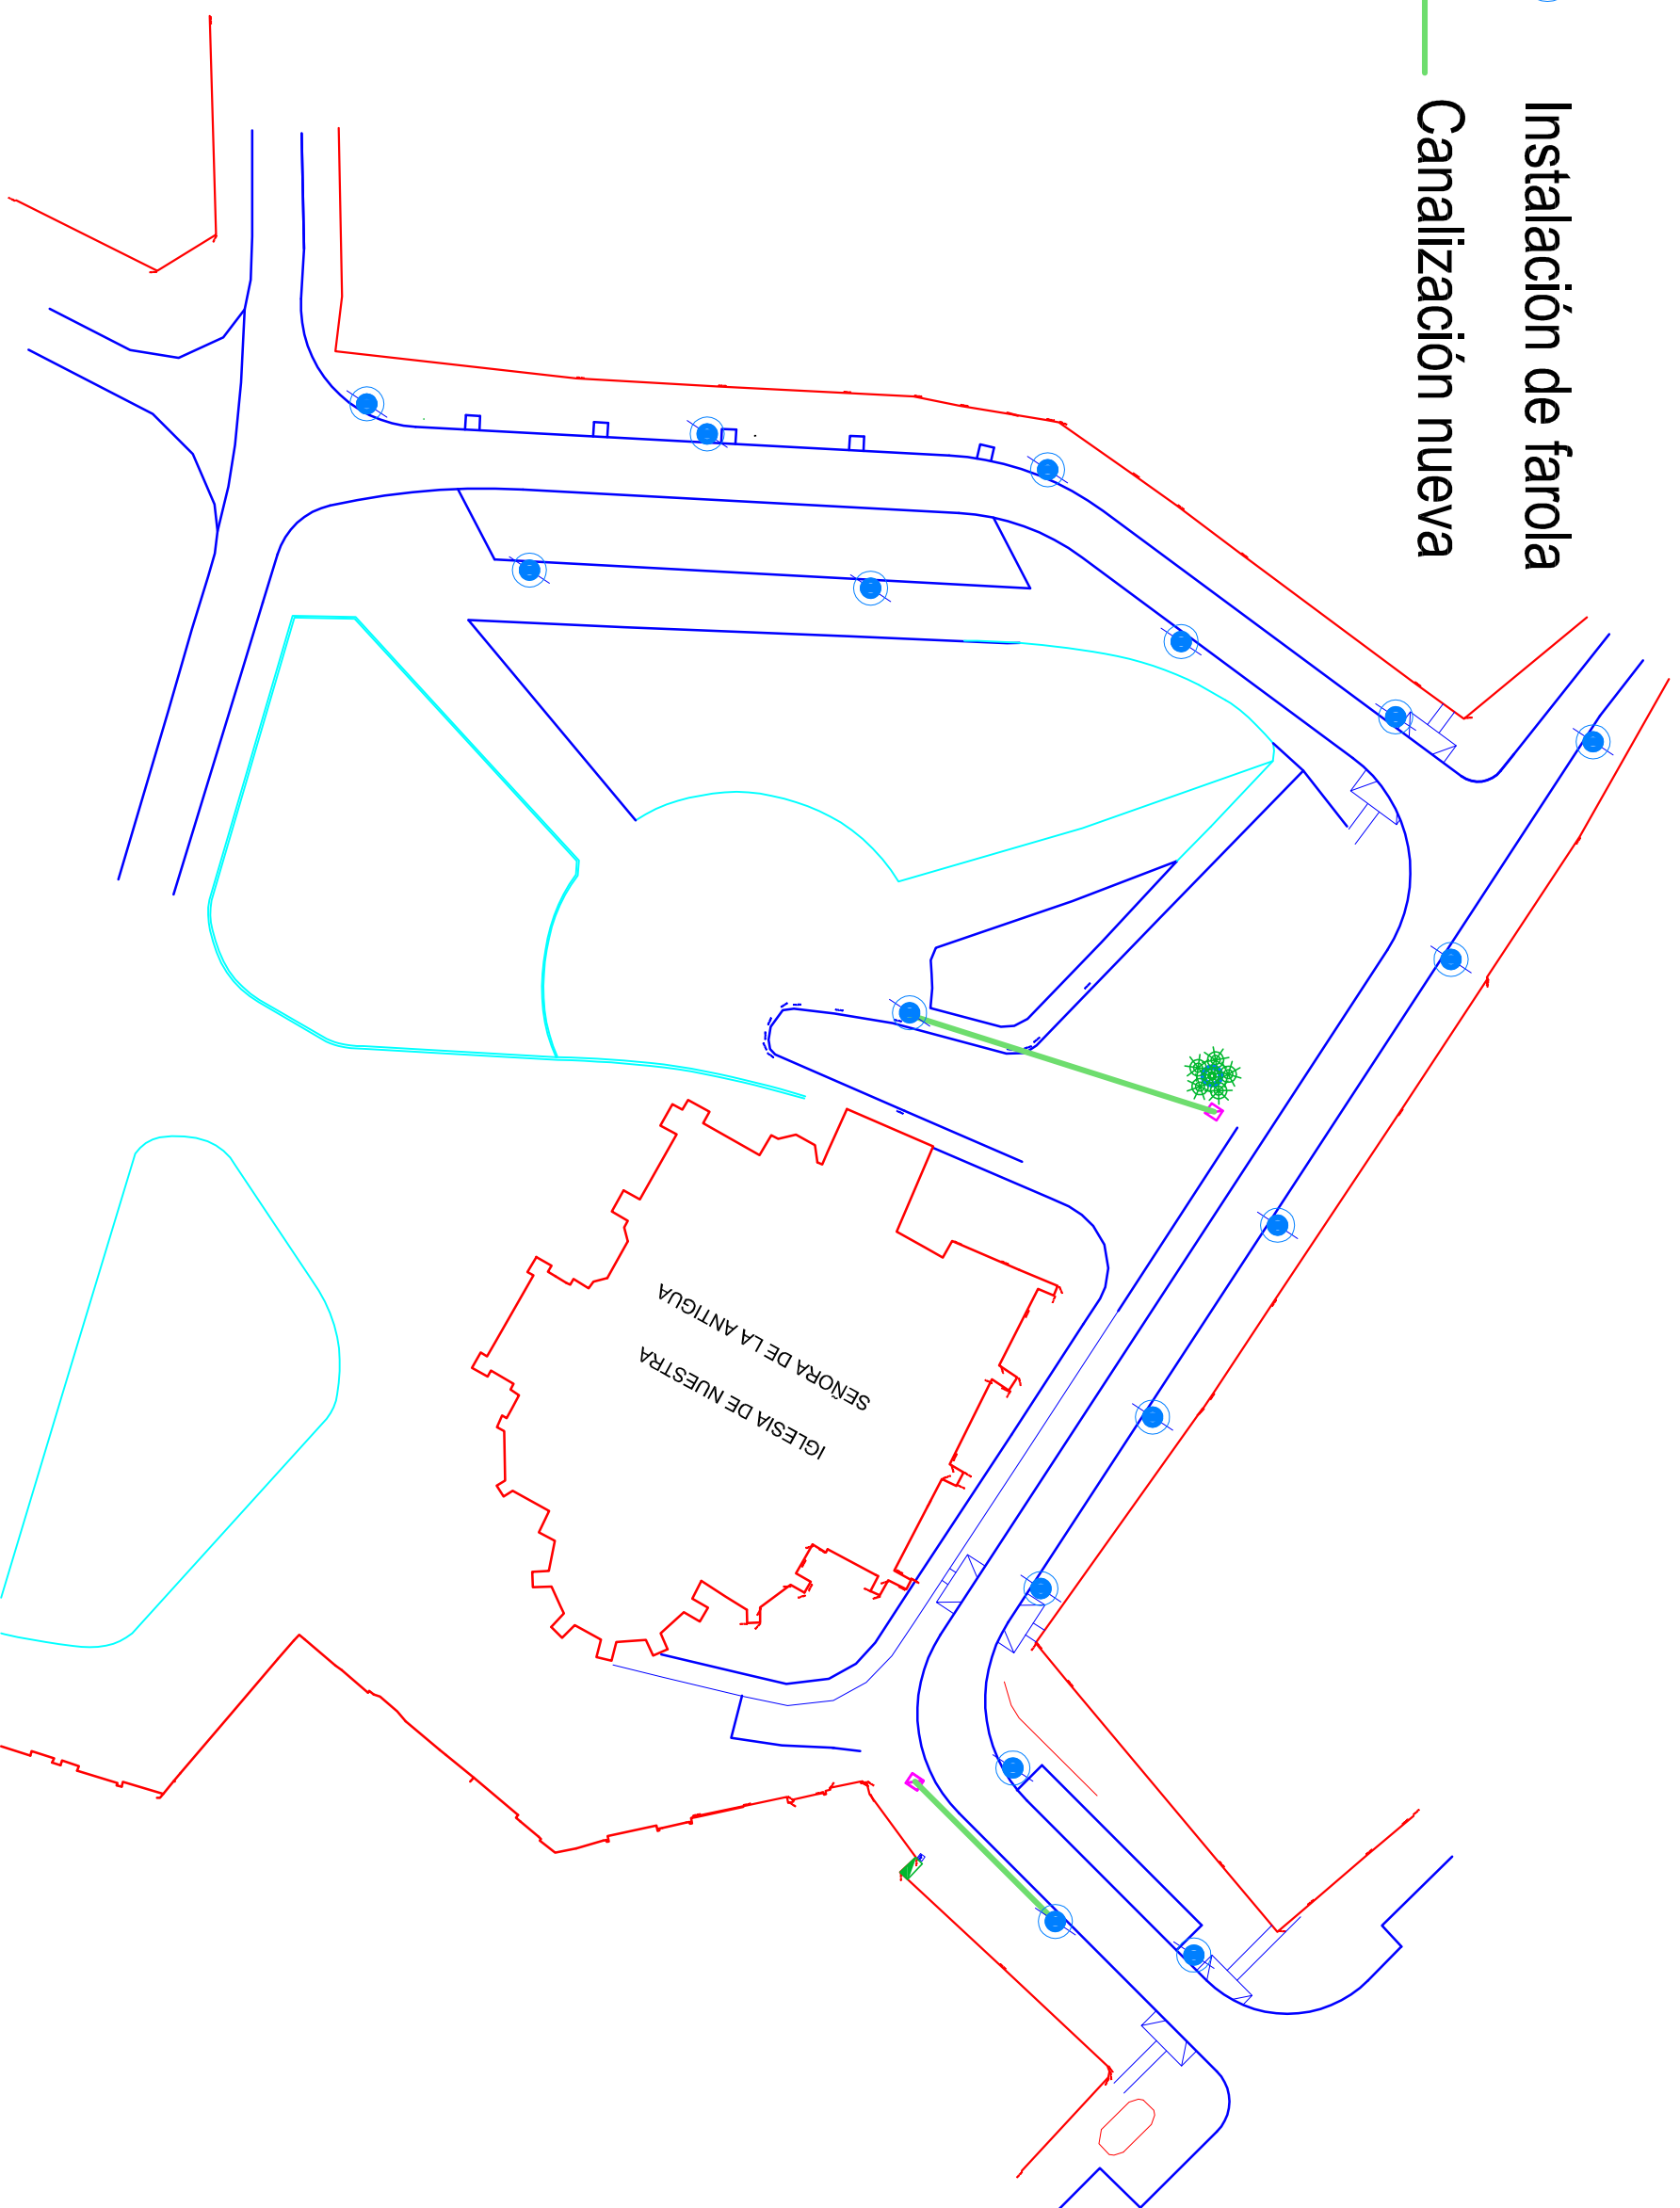 Instalación de farola
Canalización nueva
IGLESIA DE NUESTRA
SEÑORA DE LA ANTIGUA